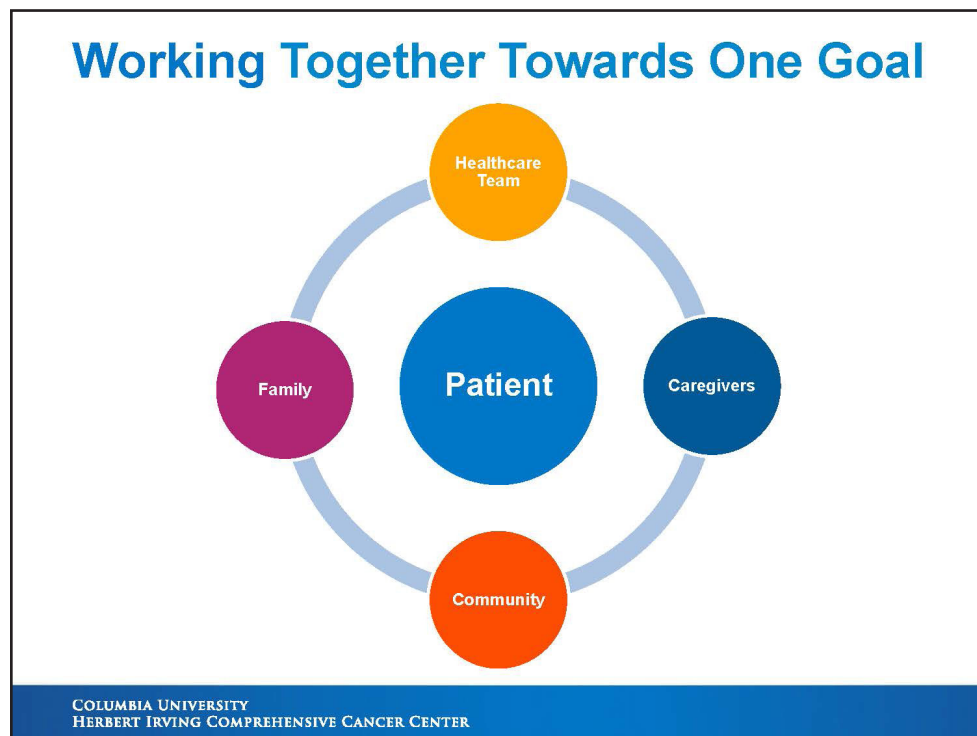 Working Together Towards One Goal
Healthcare
Team
Family
Patient
Caregivers
Community
COLUMBIA UNIVERSITY
HERBERT IRVING COMPREHENSIVE CANCER CENTER